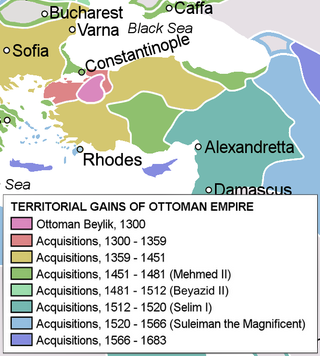 Bucharest
Caffa
Varna
Black Sea
Sofia
Constantinople
Alexandretta
Rhodes
Sea
Damascus
TERRITORIAL GAINS OF OTTOMAN EMPIRE
Ottoman Beylik, 1300
Acquisitions, 1300 - 1359
Acquisitions, 1359 - 1451
Acquisitions, 1451 - 1481 (Mehmed II)
Acquisitions, 1481 - 1512 (Beyazid II)
Acquisitions, 1512 - 1520 (Selim I)
Acquisitions, 1520 - 1566 (Suleiman the Magnificent)
Acquisitions, 1566 - 1683